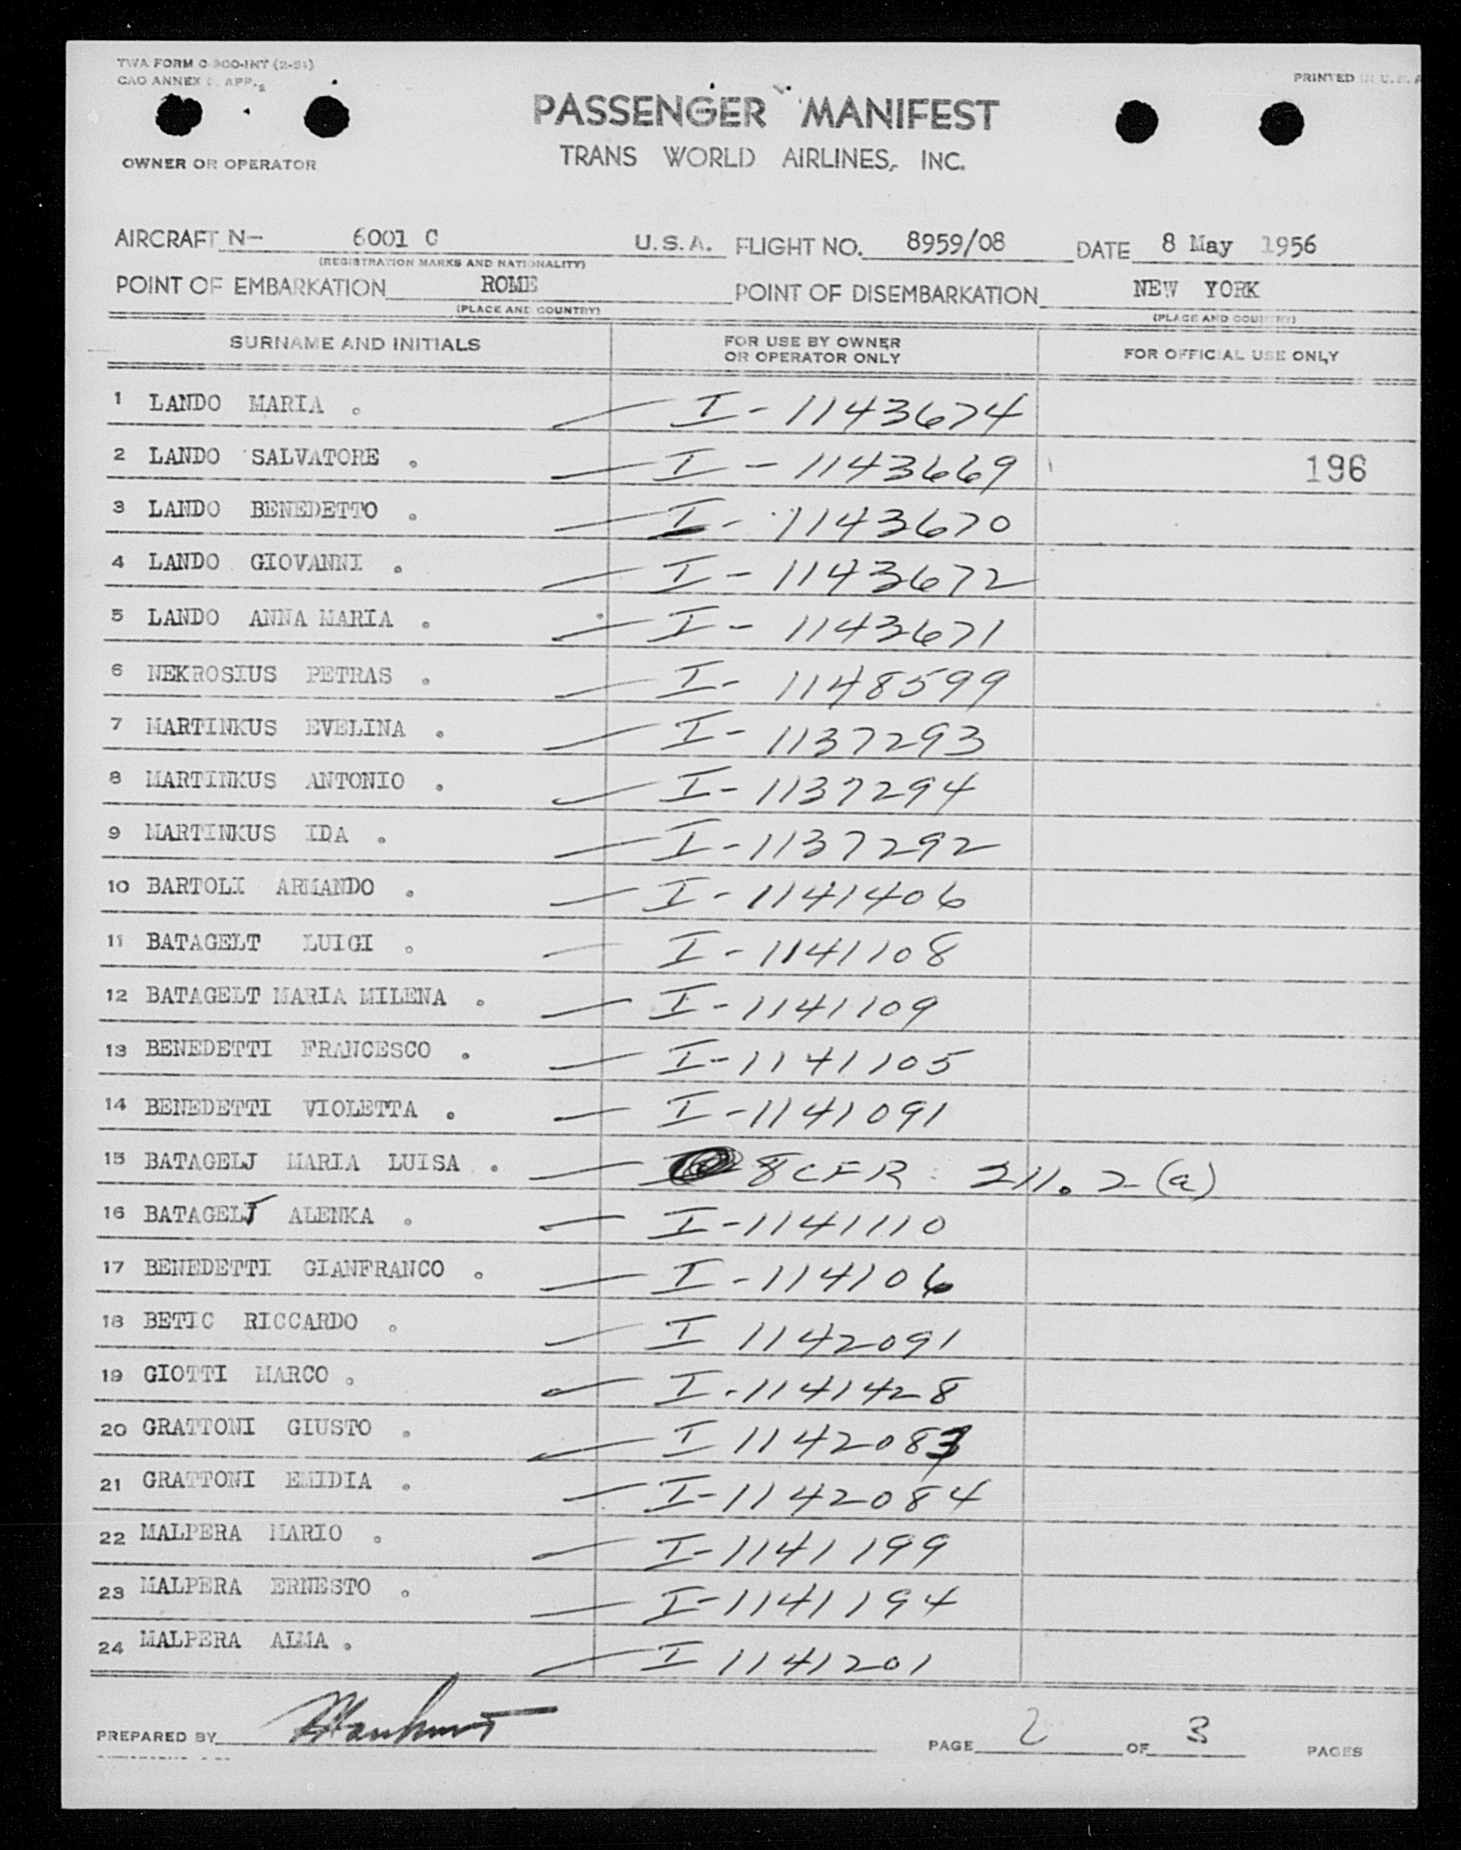 TWA FORM O-300-INT (2-51)
CAO ANNEX APP.
PRINTED IN U.S.A
PASSENGER MANIFEST
OWNER OR OPERATOR
TRANS WORLD AIRLINES, INC.
AIRCRAFT N- 6001 C U.S.A. FLIGHT NO. 8959/08 DATE 8 May 1956
(REGISTRATION MARKS AND NATIONALITY)
POINT OF EMBARKATION ROME POINT OF DISEMBARKATION NEW YORK
(PLACE AND COUNTRY) (PLACE AND COUNTRY)
SURNAME AND INITIALS FOR USE BY OWNER OR OPERATOR ONLY FOR OFFICIAL USE ONLY
1 LANDO MARIA . I - 1143674
2 LANDO SALVATORE . I - 1143669 196
3 LANDO BENEDETTO . I - 1143670
4 LANDO GIOVANNI . I - 1143672
5 LANDO ANNA MARIA . I - 1143671
6 NEKROSIUS PETRAS . I - 1148599
7 MARTINKUS EVELINA . I - 1137293
8 MARTINKUS ANTONIO . I - 1137294
9 MARTINKUS IDA . I - 1137292
10 BARTOLI ARMANDO . I - 1141406
11 BATAGELT LUIGI . I - 1141108
12 BATAGELT MARIA MILENA . I - 1141109
13 BENEDETTI FRANCESCO . I - 1141105
14 BENEDETTI VIOLETTA . I - 1141091
15 BATAGELJ MARIA LUISA . 8 CFR : 211.2 (a)
16 BATAGELJ ALENKA . I - 1141110
17 BENEDETTI GIANFRANCO . I - 114106
18 BETIC RICCARDO . I 1142091
19 GIOTTI MARCO . I - 1141428
20 GRATTONI GIUSTO . I 1142083
21 GRATTONI EMIDIA . I - 1142084
22 MALPERA MARIO . I - 1141199
23 MALPERA ERNESTO . I - 1141194
24 MALPERA ALMA . I 1141201
PREPARED BY PAGE 2 OF 3 PAGES